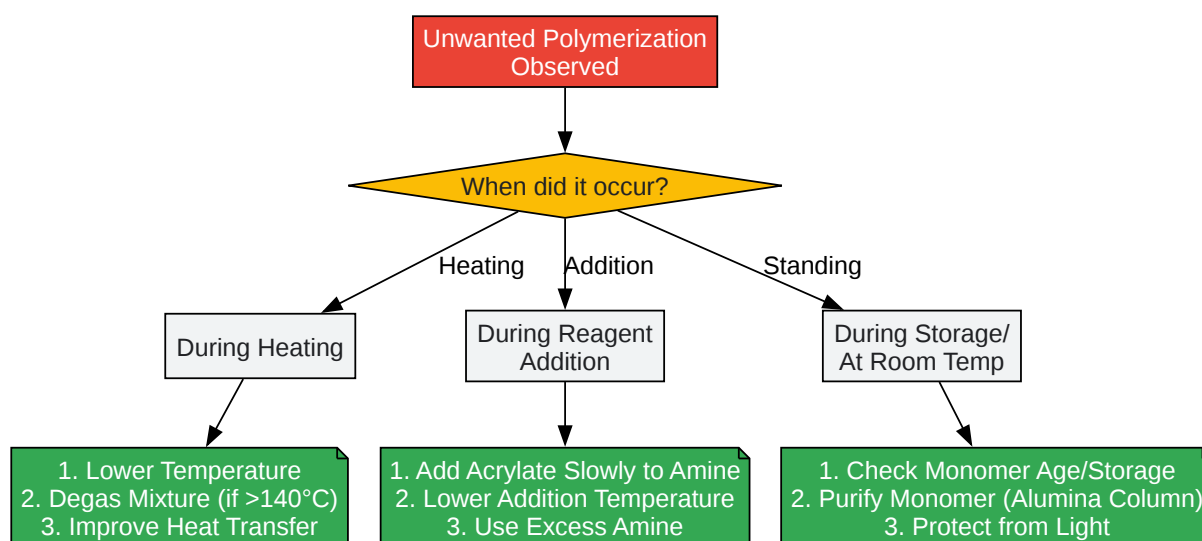 Unwanted Polymerization
Observed
When did it occur?
Heating
Addition
Standing
During Heating
During Reagent
Addition
During Storage/
At Room Temp
1. Lower Temperature
2. Degas Mixture (if >140°C)
3. Improve Heat Transfer
1. Add Acrylate Slowly to Amine
2. Lower Addition Temperature
3. Use Excess Amine
1. Check Monomer Age/Storage
2. Purify Monomer (Alumina Column)
3. Protect from Light